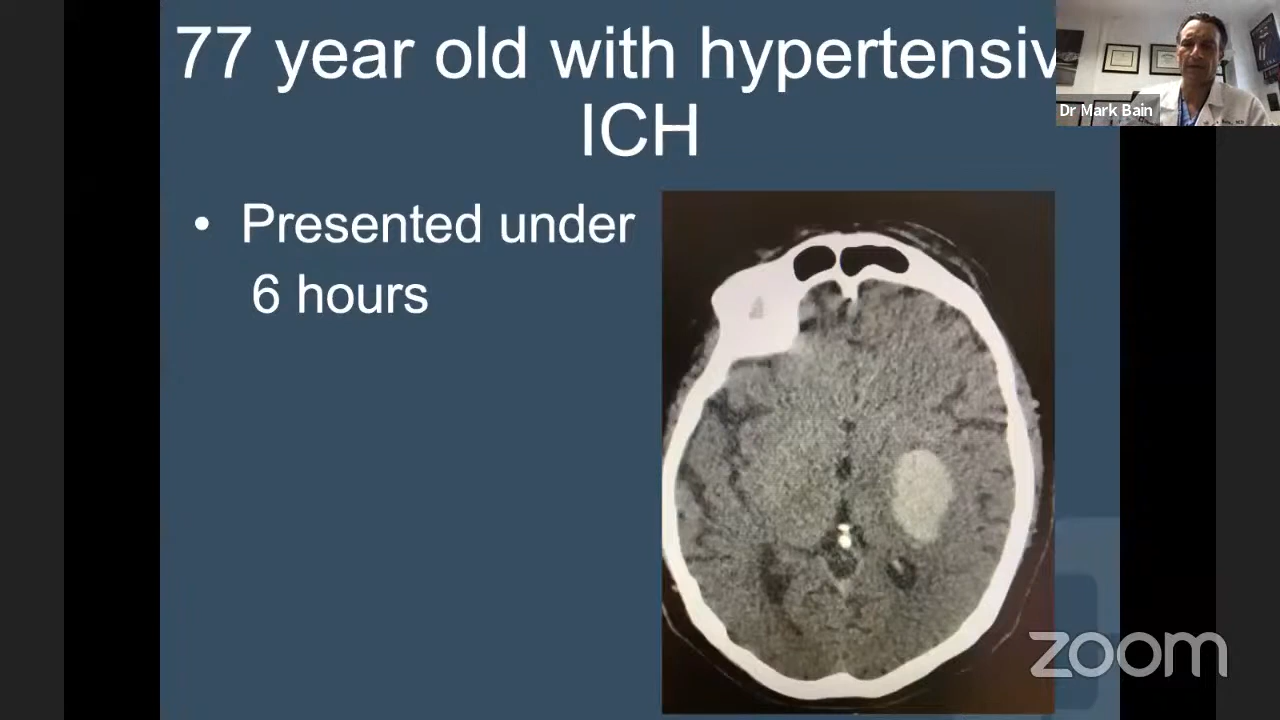 77 year old with hypertensiv
ICH
• Presented under
6 hours
Dr Mark Bain
zoom